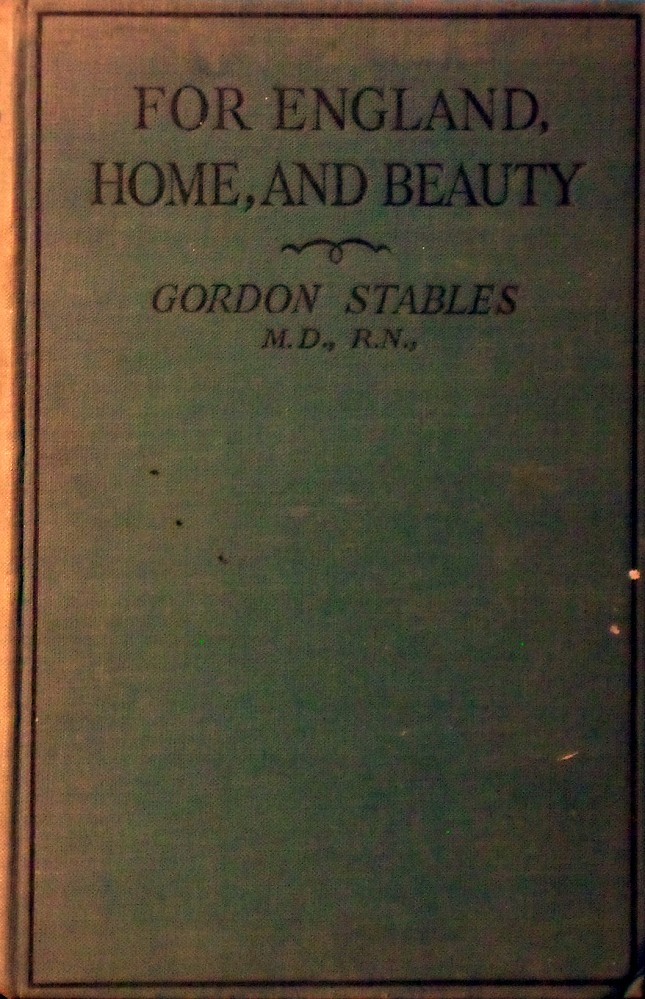 FOR ENGLAND,
HOME, AND BEAUTY
GORDON STABLES
M.D., R.N.,